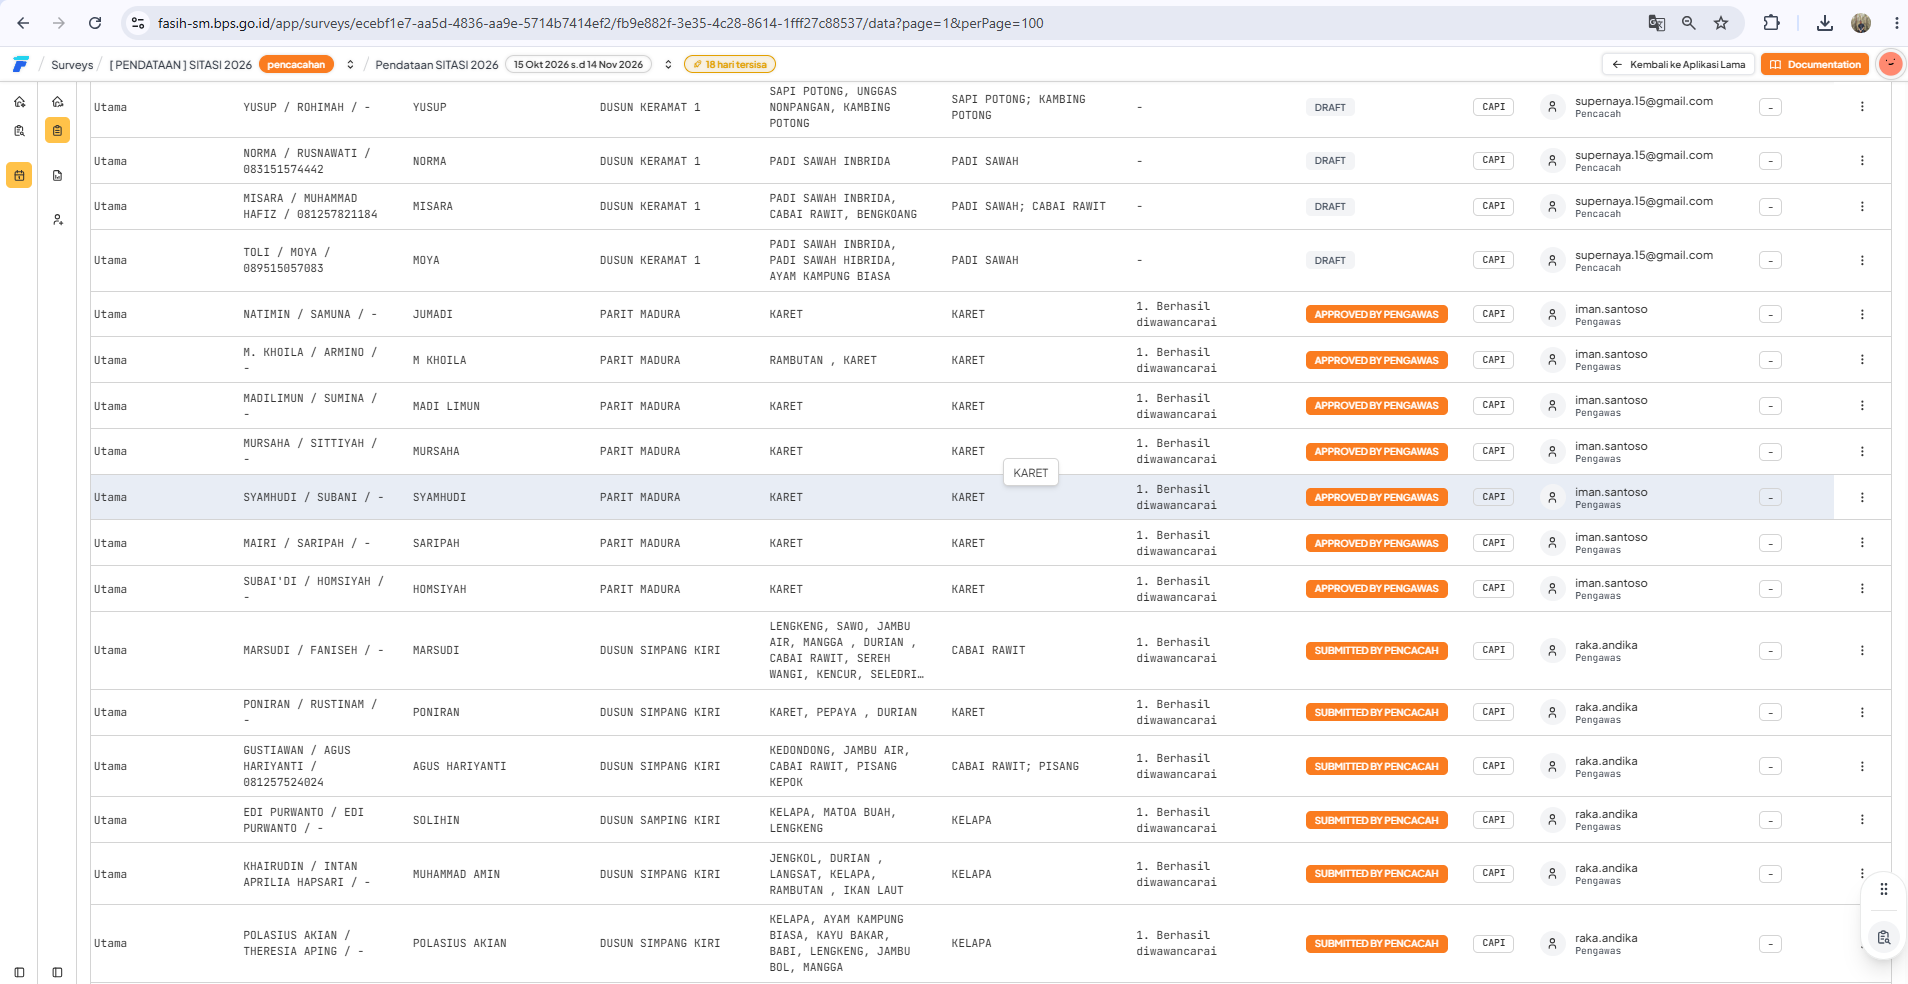 fasih-sm.bps.go.id/app/surveys/ecebf1e7-aa5d-4836-aa9e-5714b7414ef2/fb9e882f-3e35-4c28-8614-1fff27c88537/data?page=1&perPage=100
/ Surveys / [ PENDATAAN ] SITASI 2026 pencacahan / Pendataan SITASI 2026 15 Okt 2026 s.d 14 Nov 2026 18 hari tersisa Kembali ke Aplikasi Lama Documentation
Utama YUSUP / ROHIMAH / - YUSUP DUSUN KERAMAT 1 SAPI POTONG, UNGGAS NONPANGAN, KAMBING POTONG SAPI POTONG; KAMBING POTONG - DRAFT CAPI supernaya.15@gmail.com Pencacah -
Utama NORMA / RUSNAWATI / 083151574442 NORMA DUSUN KERAMAT 1 PADI SAWAH INBRIDA PADI SAWAH - DRAFT CAPI supernaya.15@gmail.com Pencacah -
Utama MISARA / MUHAMMAD HAFIZ / 081257821184 MISARA DUSUN KERAMAT 1 PADI SAWAH INBRIDA, CABAI RAWIT, BENGKOANG PADI SAWAH; CABAI RAWIT - DRAFT CAPI supernaya.15@gmail.com Pencacah -
Utama TOLI / MOYA / 089515057083 MOYA DUSUN KERAMAT 1 PADI SAWAH INBRIDA, PADI SAWAH HIBRIDA, AYAM KAMPUNG BIASA PADI SAWAH - DRAFT CAPI supernaya.15@gmail.com Pencacah -
Utama NATIMIN / SAMUNA / - JUMADI PARIT MADURA KARET KARET 1. Berhasil diwawancarai APPROVED BY PENGAWAS CAPI iman.santoso Pengawas -
Utama M. KHOILA / ARMINO / - M KHOILA PARIT MADURA RAMBUTAN , KARET KARET 1. Berhasil diwawancarai APPROVED BY PENGAWAS CAPI iman.santoso Pengawas -
Utama MADILIMUN / SUMINA / - MADI LIMUN PARIT MADURA KARET KARET 1. Berhasil diwawancarai APPROVED BY PENGAWAS CAPI iman.santoso Pengawas -
Utama MURSAHA / SITTIYAH / - MURSAHA PARIT MADURA KARET KARET 1. Berhasil diwawancarai APPROVED BY PENGAWAS CAPI iman.santoso Pengawas -
KARET
Utama SYAMHUDI / SUBANI / - SYAMHUDI PARIT MADURA KARET KARET 1. Berhasil diwawancarai APPROVED BY PENGAWAS CAPI iman.santoso Pengawas -
Utama MAIRI / SARIPAH / - SARIPAH PARIT MADURA KARET KARET 1. Berhasil diwawancarai APPROVED BY PENGAWAS CAPI iman.santoso Pengawas -
Utama SUBAI'DI / HOMSIYAH / - HOMSIYAH PARIT MADURA KARET KARET 1. Berhasil diwawancarai APPROVED BY PENGAWAS CAPI iman.santoso Pengawas -
Utama MARSUDI / FANISEH / - MARSUDI DUSUN SIMPANG KIRI LENGKENG, SAWO, JAMBU AIR, MANGGA , DURIAN , CABAI RAWIT, SEREH WANGI, KENCUR, SELEDRI… CABAI RAWIT 1. Berhasil diwawancarai SUBMITTED BY PENCACAH CAPI raka.andika Pengawas -
Utama PONIRAN / RUSTINAM / - PONIRAN DUSUN SIMPANG KIRI KARET, PEPAYA , DURIAN KARET 1. Berhasil diwawancarai SUBMITTED BY PENCACAH CAPI raka.andika Pengawas -
Utama GUSTIAWAN / AGUS HARIYANTI / 081257524024 AGUS HARIYANTI DUSUN SIMPANG KIRI KEDONDONG, JAMBU AIR, CABAI RAWIT, PISANG KEPOK CABAI RAWIT; PISANG 1. Berhasil diwawancarai SUBMITTED BY PENCACAH CAPI raka.andika Pengawas -
Utama EDI PURWANTO / EDI PURWANTO / - SOLIHIN DUSUN SAMPING KIRI KELAPA, MATOA BUAH, LENGKENG KELAPA 1. Berhasil diwawancarai SUBMITTED BY PENCACAH CAPI raka.andika Pengawas -
Utama KHAIRUDIN / INTAN APRILIA HAPSARI / - MUHAMMAD AMIN DUSUN SIMPANG KIRI JENGKOL, DURIAN , LANGSAT, KELAPA, RAMBUTAN , IKAN LAUT KELAPA 1. Berhasil diwawancarai SUBMITTED BY PENCACAH CAPI raka.andika Pengawas -
Utama POLASIUS AKIAN / THERESIA APING / - POLASIUS AKIAN DUSUN SIMPANG KIRI KELAPA, AYAM KAMPUNG BIASA, KAYU BAKAR, BABI, LENGKENG, JAMBU BOL, MANGGA KELAPA 1. Berhasil diwawancarai SUBMITTED BY PENCACAH CAPI raka.andika Pengawas -